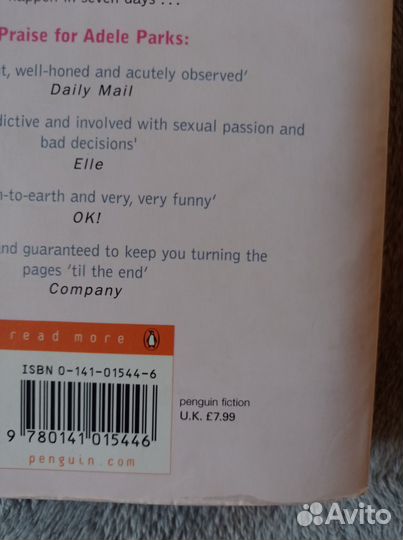 happen in seven days...
Praise for Adele Parks:
t, well-honed and acutely observed'
Daily Mail
dictive and involved with sexual passion and
bad decisions'
Elle
n-to-earth and very, very funny'
OK!
nd guaranteed to keep you turning the
pages 'til the end'
Company
read more
ISBN 0-141-01544-6
9 780141 015446
penguin.com
penguin fiction
U.K. £7.99
Avito